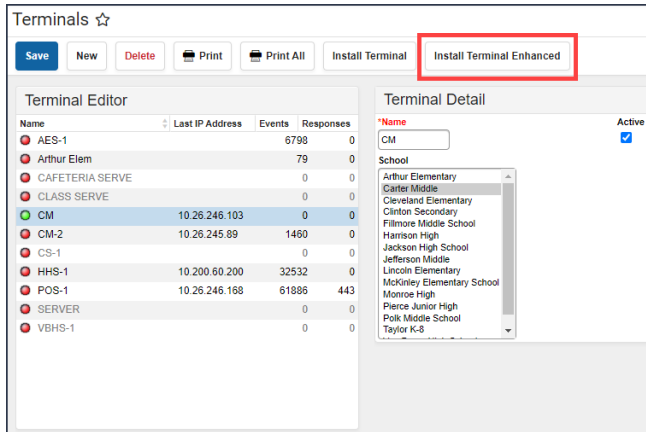 Terminals
Save New Delete Print Print All Install Terminal Install Terminal Enhanced
Terminal Editor
Name Last IP Address Events Responses
AES-1 6798 0
Arthur Elem 79 0
CAFETERIA SERVE 0 0
CLASS SERVE 0 0
CM 10.26.246.103 0 0
CM-2 10.26.245.89 1460 0
CS-1 0 0
HHS-1 10.200.60.200 32532 0
POS-1 10.26.246.168 61886 443
SERVER 0 0
VBHS-1 0 0
Terminal Detail
*Name Active
CM
School
Arthur Elementary
Carter Middle
Cleveland Elementary
Clinton Secondary
Fillmore Middle School
Harrison High
Jackson High School
Jefferson Middle
Lincoln Elementary
McKinley Elementary School
Monroe High
Pierce Junior High
Polk Middle School
Taylor K-8